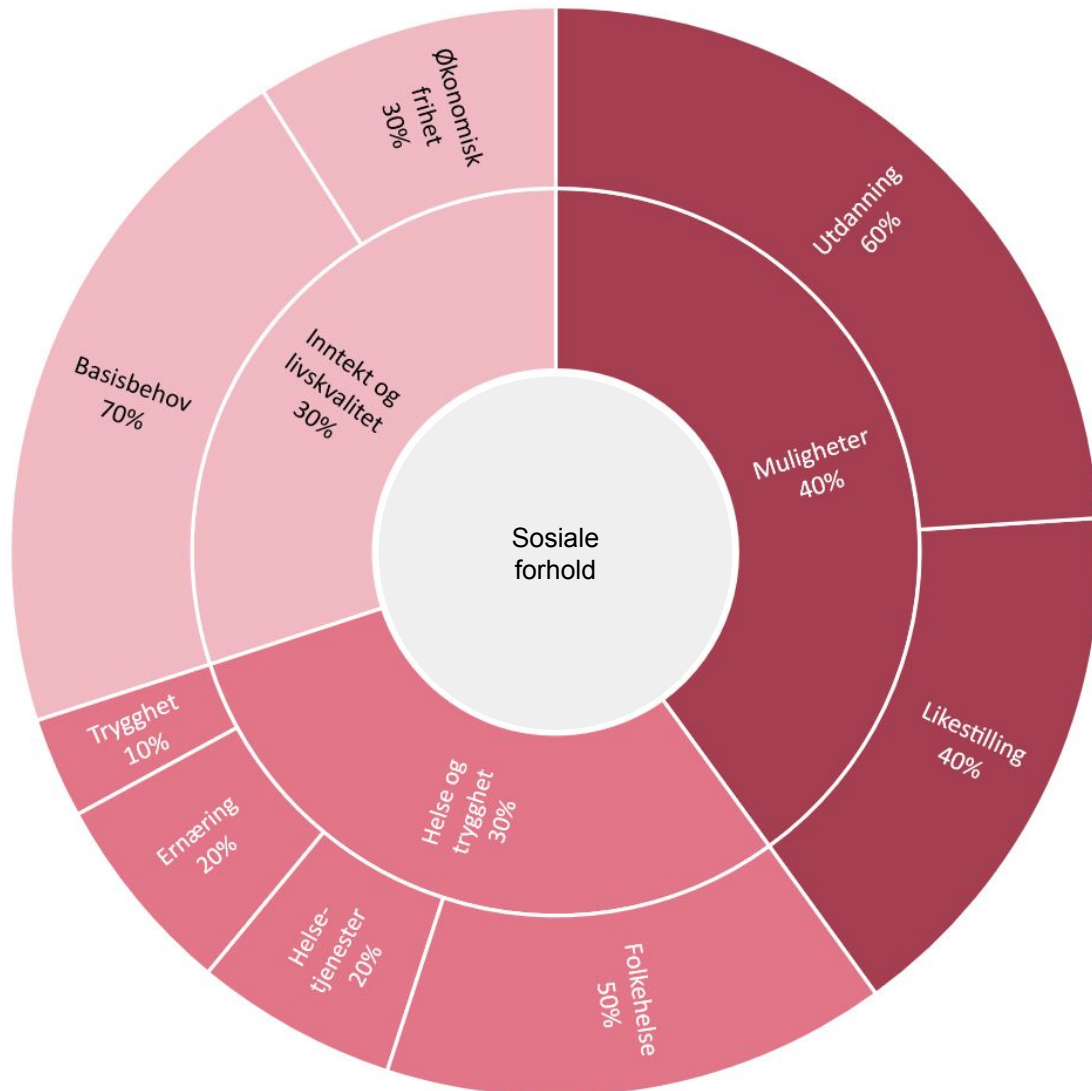 Sosiale
forhold
Muligheter
40%
Utdanning
60%
Likestilling
40%
Helse og
trygghet
30%
Folkehelse
50%
Helse-
tjenester
20%
Ernæring
20%
Trygghet
10%
Inntekt og
livskvalitet
30%
Basisbehov
70%
Økonomisk
frihet
30%